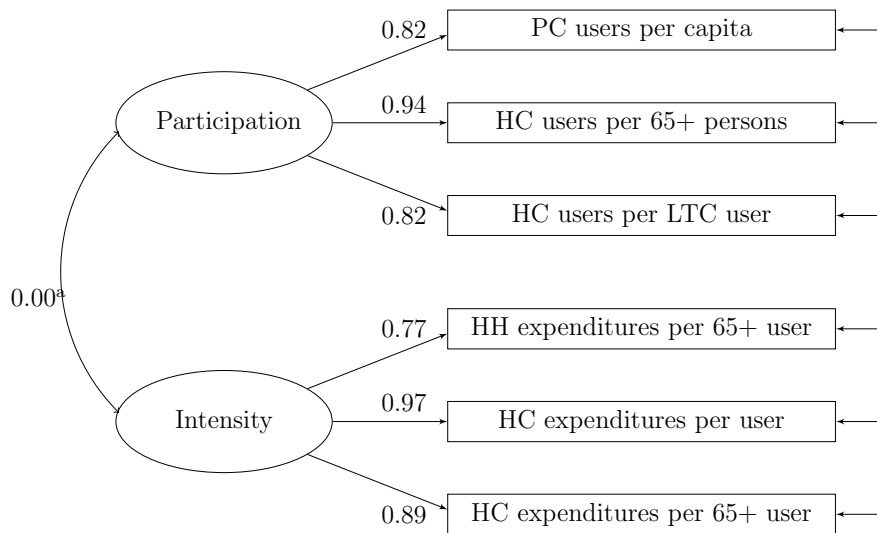 0.82
PC users per capita
Participation
0.94
HC users per 65+ persons
0.82
HC users per LTC user
0.00ᵃ
0.77
HH expenditures per 65+ user
Intensity
0.97
HC expenditures per user
0.89
HC expenditures per 65+ user